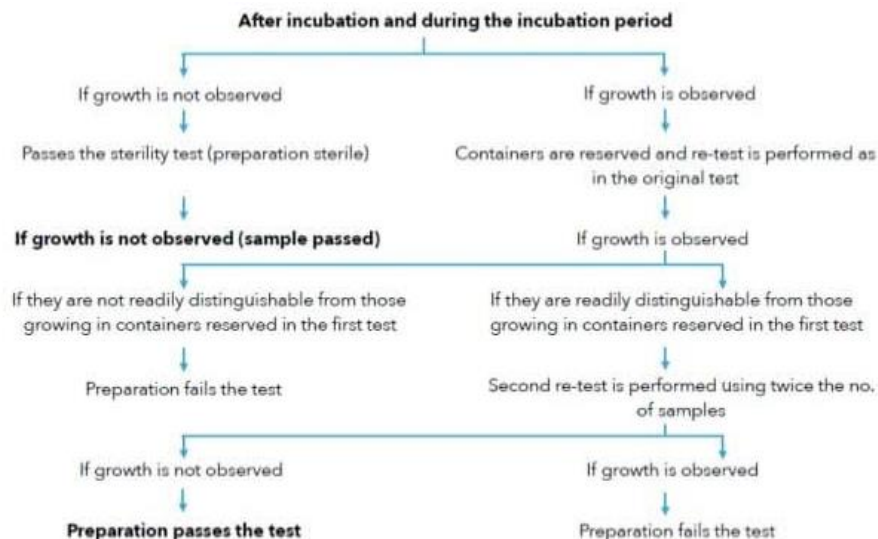 After incubation and during the incubation period
If growth is not observed
If growth is observed
Passes the sterility test (preparation sterile)
Containers are reserved and re-test is performed as
in the original test
If growth is not observed (sample passed)
If growth is observed
If they are not readily distinguishable from those
growing in containers reserved in the first test
If they are readily distinguishable from those
growing in containers reserved in the first test
Preparation fails the test
Second re-test is performed using twice the no.
of samples
If growth is not observed
If growth is observed
Preparation passes the test
Preparation fails the test